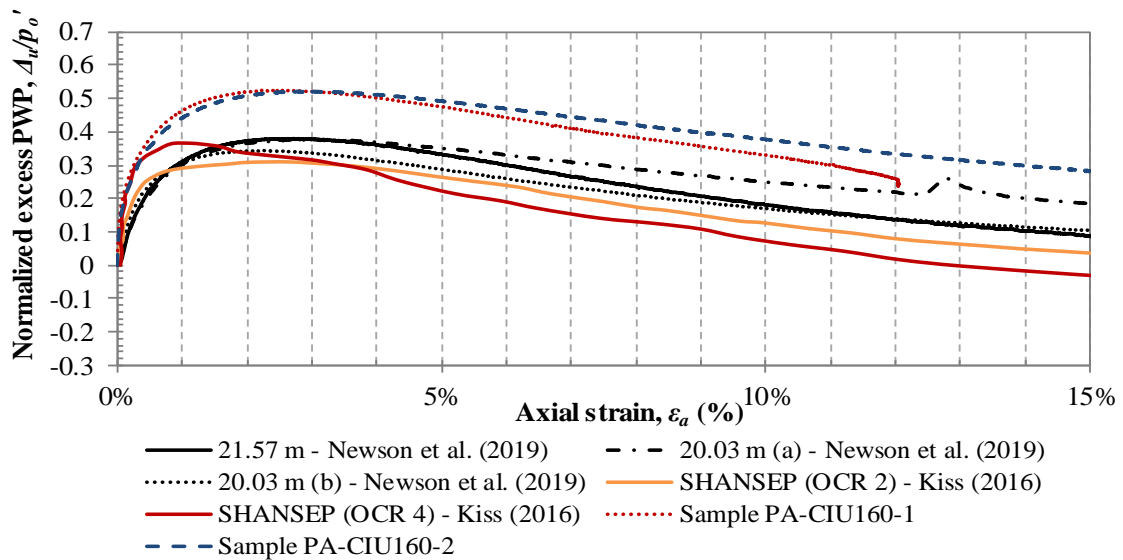 Normalized excess PWP, Δu/po'
0.7
0.6
0.5
0.4
0.3
0.2
0.1
0
-0.1
-0.2
-0.3
0%
5%
10%
15%
Axial strain, εa (%)
21.57 m - Newson et al. (2019)
20.03 m (a) - Newson et al. (2019)
20.03 m (b) - Newson et al. (2019)
SHANSEP (OCR 2) - Kiss (2016)
SHANSEP (OCR 4) - Kiss (2016)
Sample PA-CIU160-1
Sample PA-CIU160-2